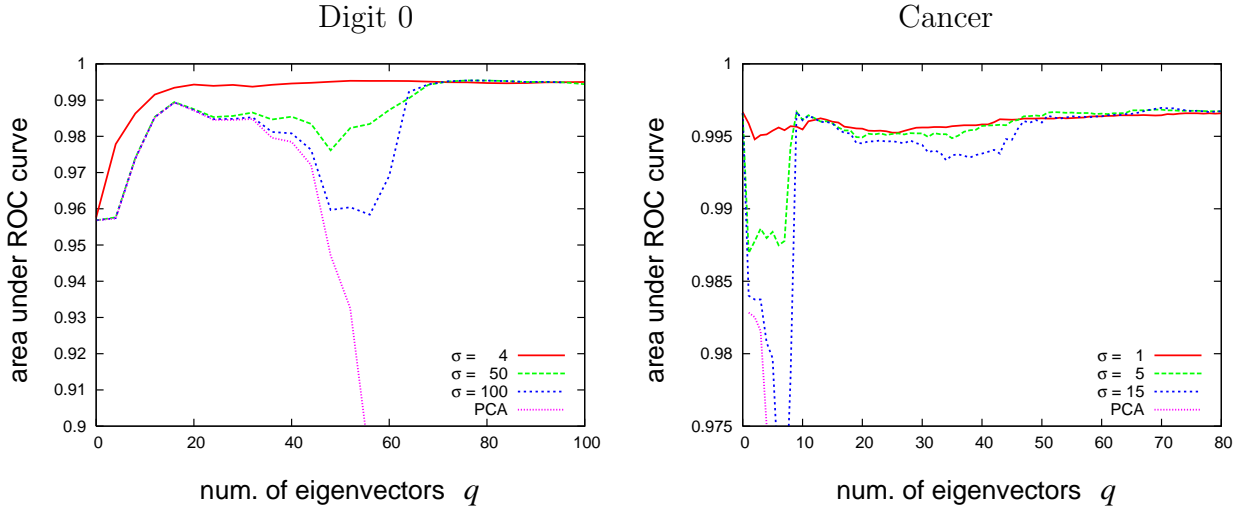 Digit 0
1
0.99
0.98
0.97
0.96
0.95
0.94
0.93
0.92
0.91
0.9
0 20 40 60 80 100
area under ROC curve
num. of eigenvectors q
σ = 4
σ = 50
σ = 100
PCA
Cancer
1
0.995
0.99
0.985
0.98
0.975
0 10 20 30 40 50 60 70 80
area under ROC curve
num. of eigenvectors q
σ = 1
σ = 5
σ = 15
PCA